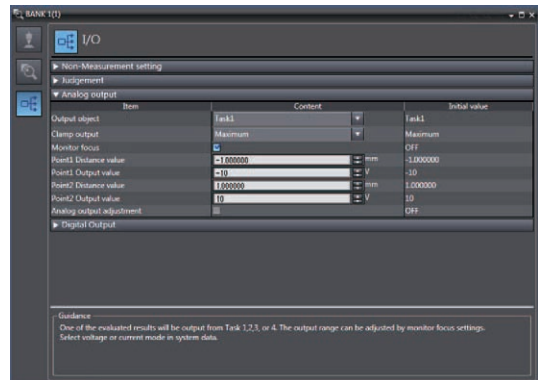 BANK 1(1)
I/O
▶ Non-Measurement setting
▶ Judgement
▼ Analog output
Item Content Initial value
Output object Task1 Task1
Clamp output Maximum Maximum
Monitor focus OFF
Point1 Distance value -1.000000 mm -1.000000
Point1 Output value -10 V -10
Point2 Distance value 1.000000 mm 1.000000
Point2 Output value 10 V 10
Analog output adjustment OFF
▶ Digital Output
Guidance
One of the evaluated results will be output from Task 1,2,3, or 4. The output range can be adjusted by monitor focus settings.
Select voltage or current mode in system data.